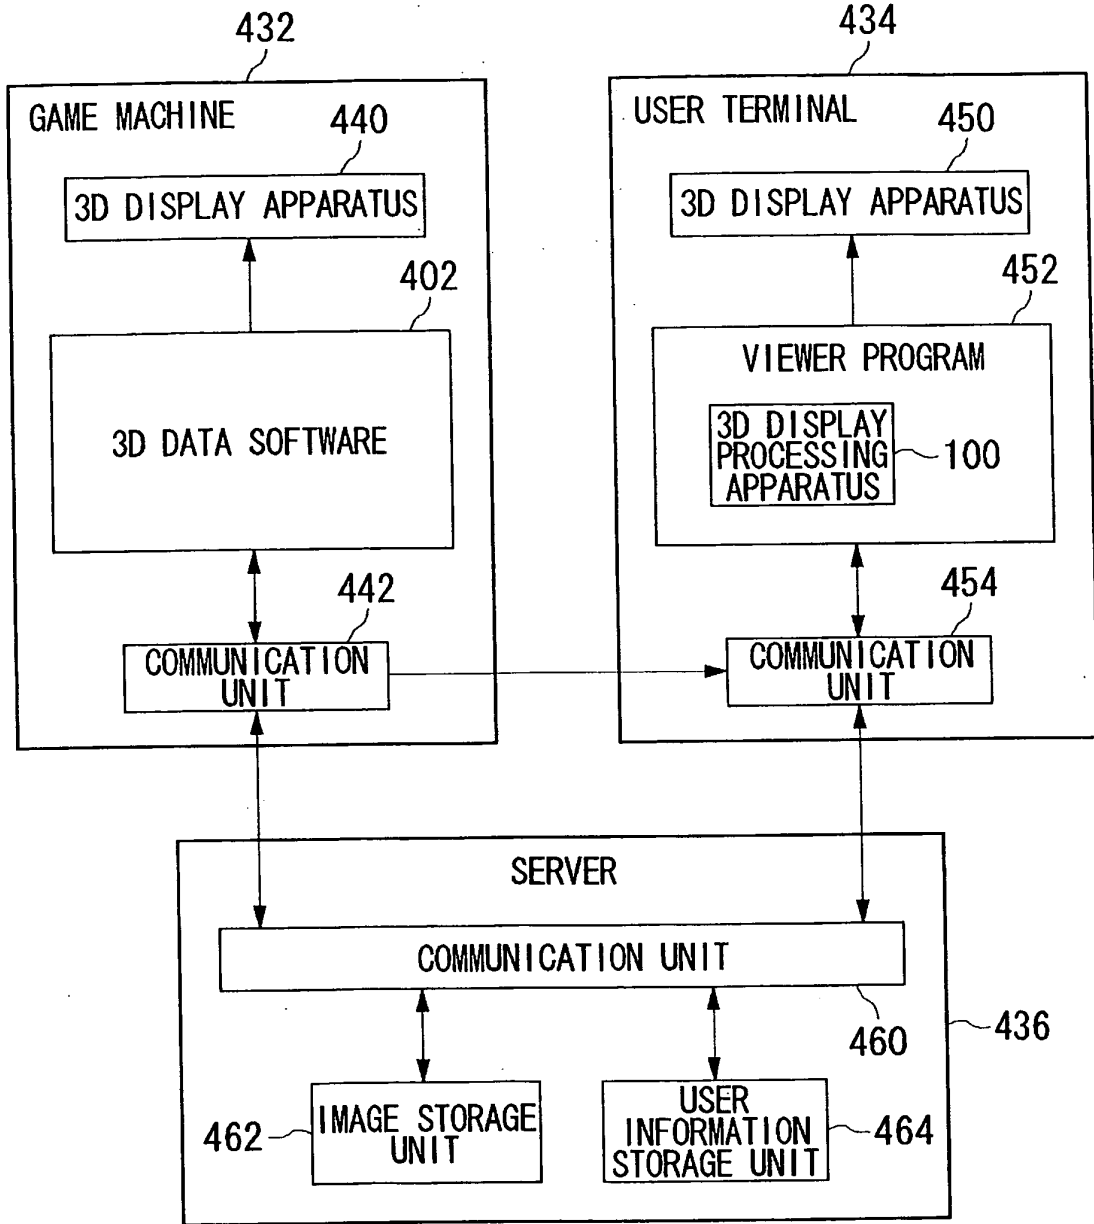 432
434
GAME MACHINE
440
3D DISPLAY APPARATUS
402
3D DATA SOFTWARE
442
COMMUNICATION
UNIT
USER TERMINAL
450
3D DISPLAY APPARATUS
452
VIEWER PROGRAM
3D DISPLAY
PROCESSING
APPARATUS
100
454
COMMUNICATION
UNIT
SERVER
COMMUNICATION UNIT
460
436
462
IMAGE STORAGE
UNIT
USER
INFORMATION
STORAGE UNIT
464